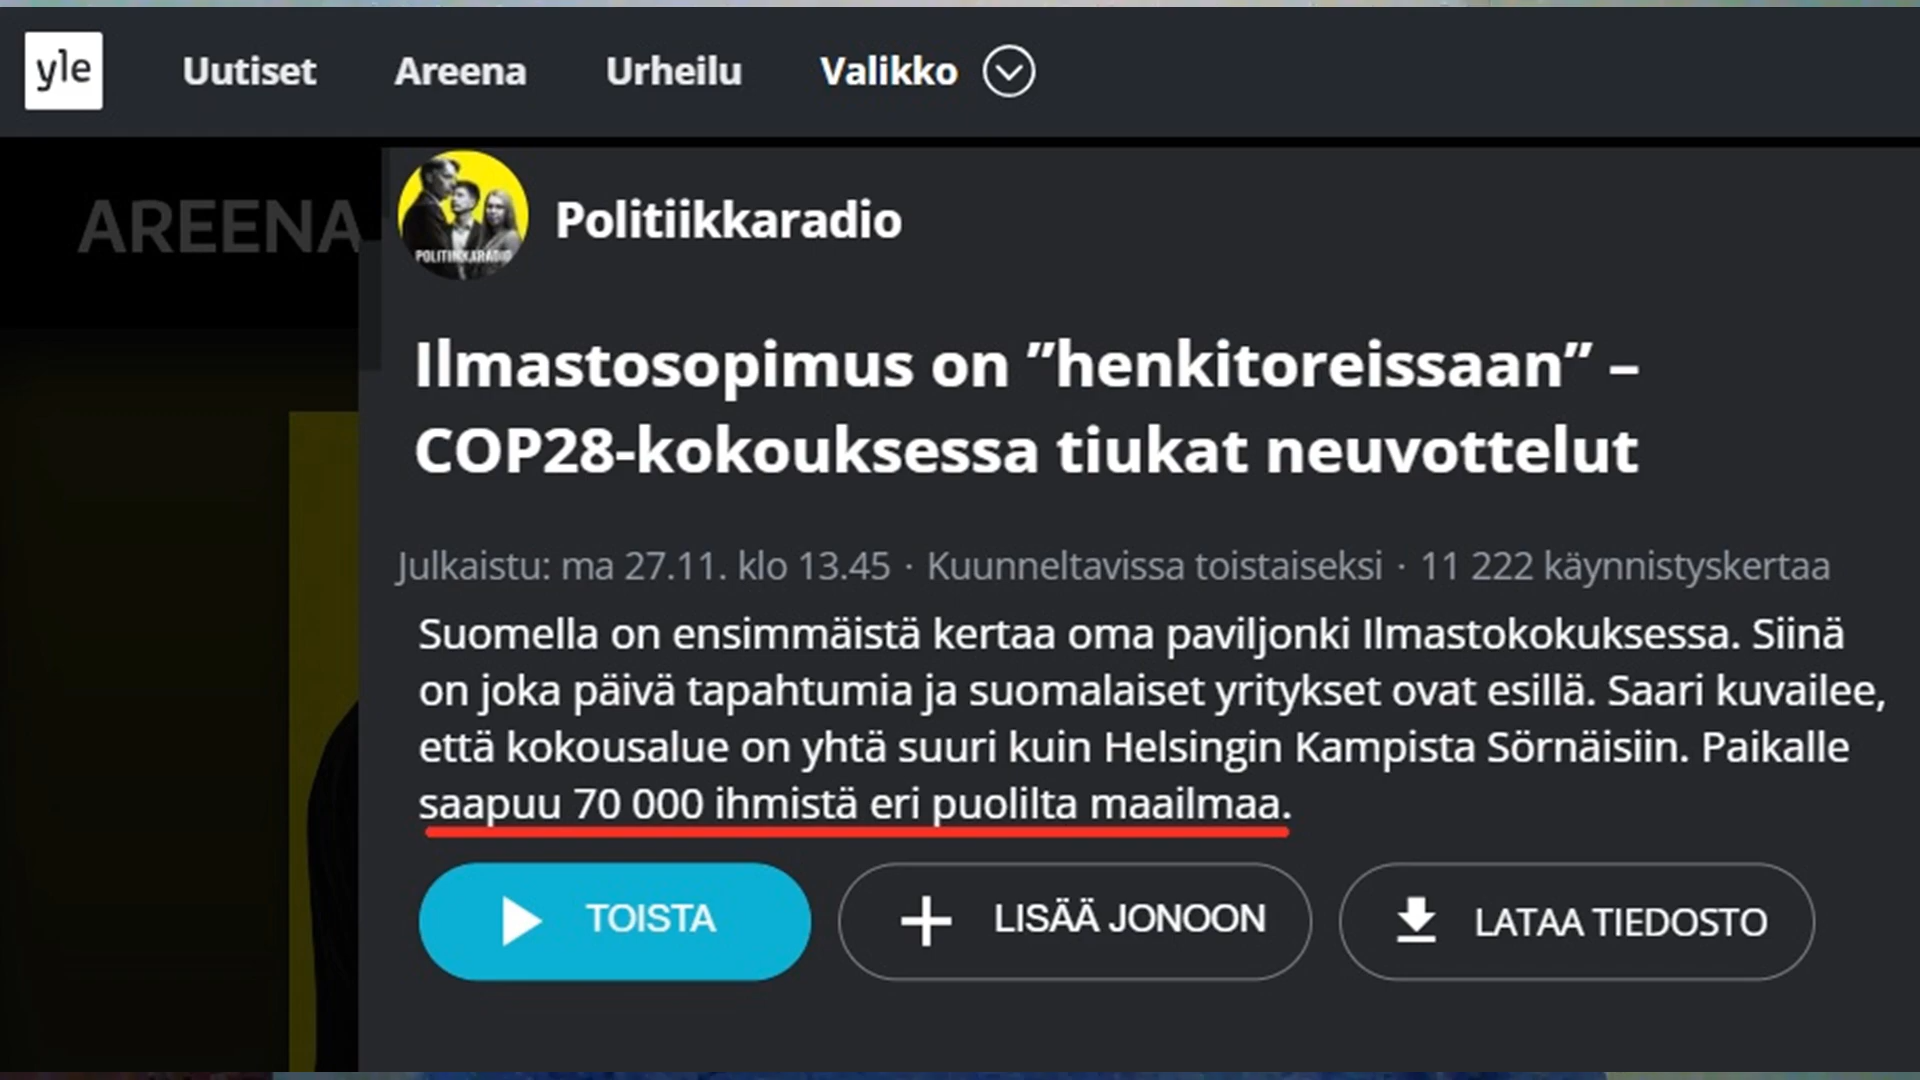 yle Uutiset Areena Urheilu Valikko
AREENA
POLITIIKKARADIO
Politiikkaradio
Ilmastosopimus on ”henkitoreissaan” –
COP28-kokouksessa tiukat neuvottelut
Julkaistu: ma 27.11. klo 13.45 · Kuunneltavissa toistaiseksi · 11 222 käynnistyskertaa
Suomella on ensimmäistä kertaa oma paviljonki Ilmastokokuksessa. Siinä
on joka päivä tapahtumia ja suomalaiset yritykset ovat esillä. Saari kuvailee,
että kokousalue on yhtä suuri kuin Helsingin Kampista Sörnäisiin. Paikalle
saapuu 70 000 ihmistä eri puolilta maailmaa.
TOISTA LISÄÄ JONOON LATAA TIEDOSTO